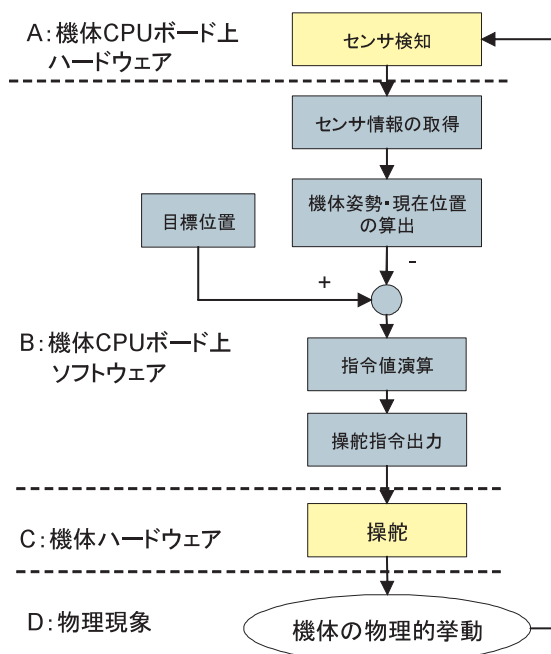 A：機体CPUボード上
ハードウェア
センサ検知
センサ情報の取得
機体姿勢・現在位置
の算出
目標位置
+
-
B：機体CPUボード上
ソフトウェア
指令値演算
操舵指令出力
C：機体ハードウェア
操舵
D：物理現象
機体の物理的挙動